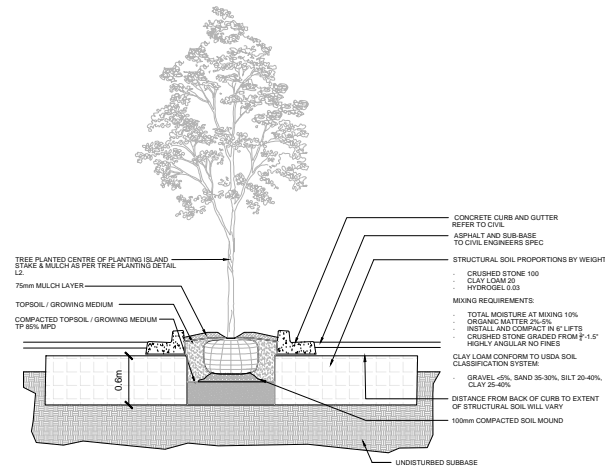 TREE PLANTED CENTRE OF PLANTING ISLAND
STAKE & MULCH AS PER TREE PLANTING DETAIL
L2.
75mm MULCH LAYER
TOPSOIL / GROWING MEDIUM
COMPACTED TOPSOIL / GROWING MEDIUM
TP 85% MPD
0.6m
CONCRETE CURB AND GUTTER
REFER TO CIVIL
ASPHALT AND SUB-BASE
TO CIVIL ENGINEERS SPEC
STRUCTURAL SOIL PROPORTIONS BY WEIGHT
- CRUSHED STONE 100
- CLAY LOAM 20
- HYDROGEL 0.03
MIXING REQUIREMENTS:
- TOTAL MOISTURE AT MIXING 10%
- ORGANIC MATTER 2%-5%
- INSTALL AND COMPACT IN 6" LIFTS
- CRUSHED STONE GRADED FROM -1.5"
HIGHLY ANGULAR NO FINES
CLAY LOAM CONFORM TO USDA SOIL
CLASSIFICATION SYSTEM:
- GRAVEL <5%, SAND 35-30%, SILT 20-40%,
CLAY 25-40%
DISTANCE FROM BACK OF CURB TO EXTENT
OF STRUCTURAL SOIL WILL VARY
100mm COMPACTED SOIL MOUND
UNDISTURBED SUBBASE